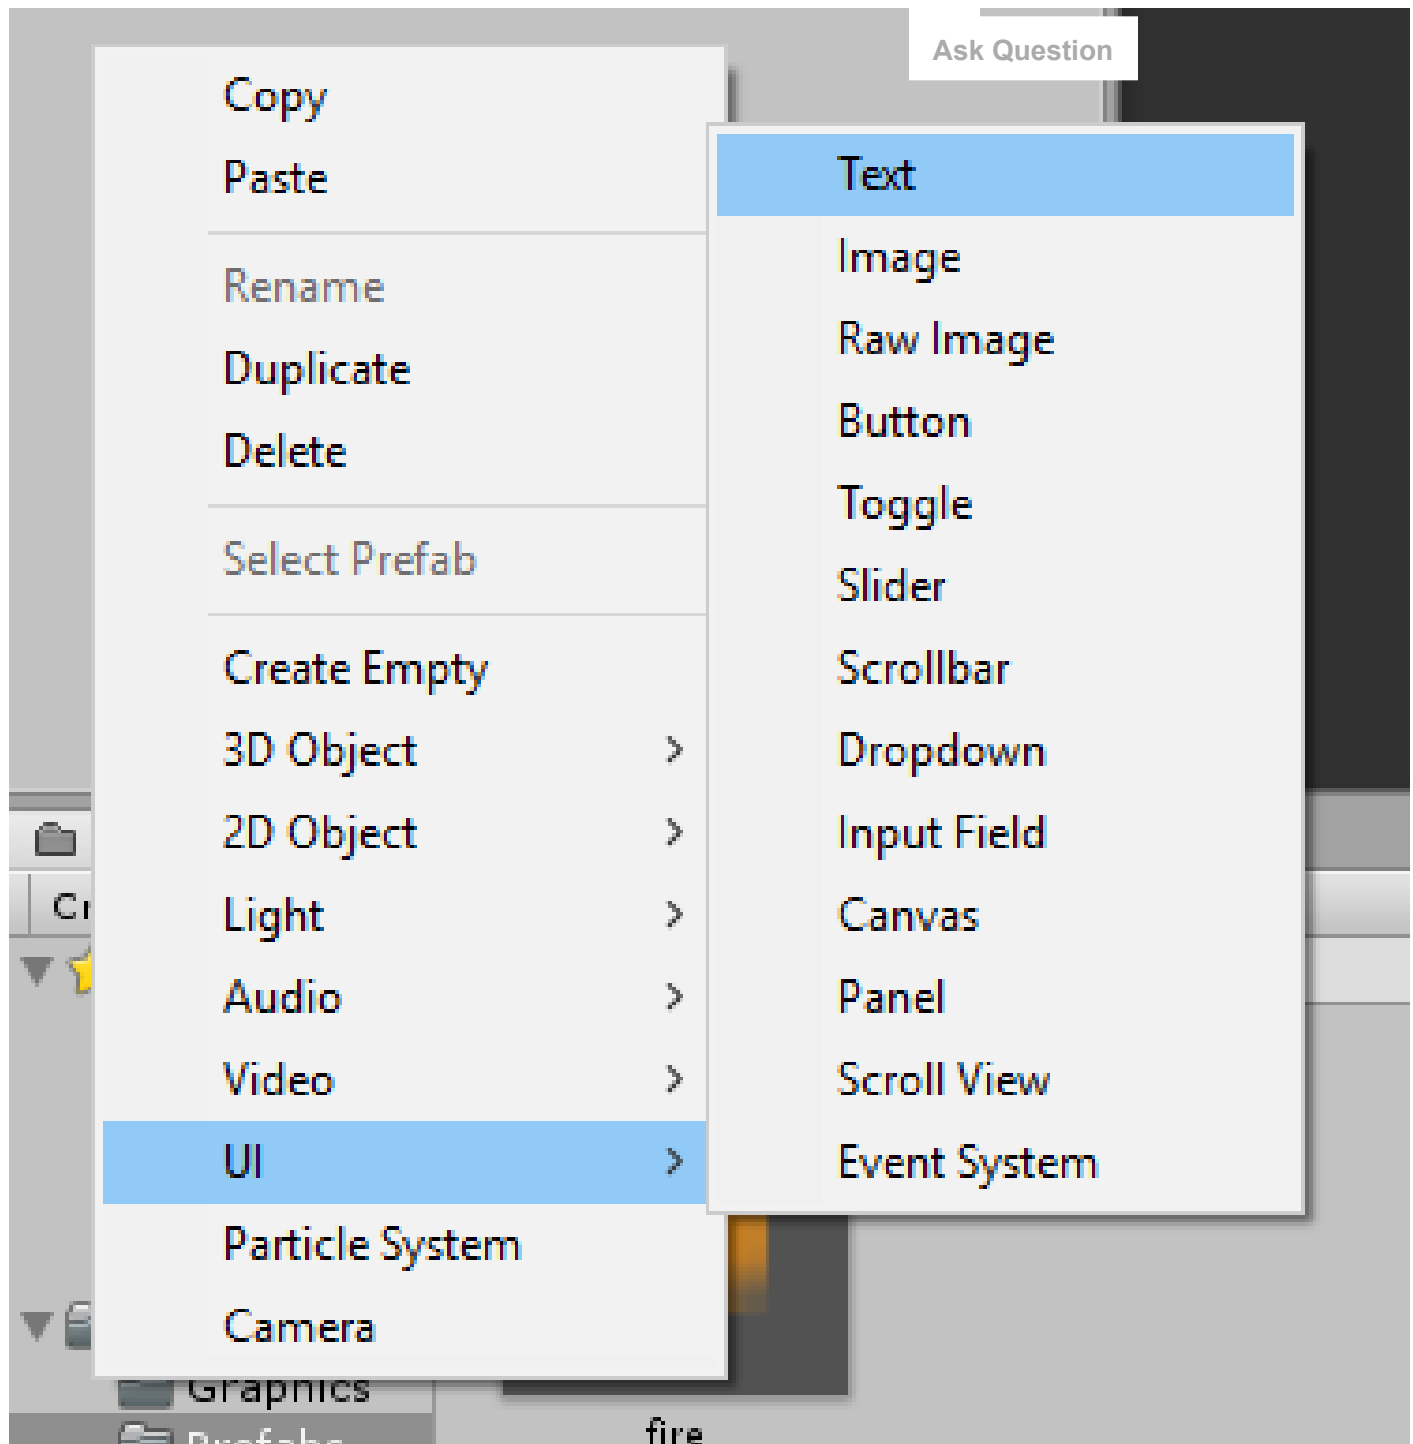 Ask Question
Copy
Paste
Rename
Duplicate
Delete
Select Prefab
Create Empty
3D Object
2D Object
Light
Audio
Video
UI
Particle System
Camera
Text
Image
Raw Image
Button
Toggle
Slider
Scrollbar
Dropdown
Input Field
Canvas
Panel
Scroll View
Event System
Cr
Graphics
Prefabs
fire